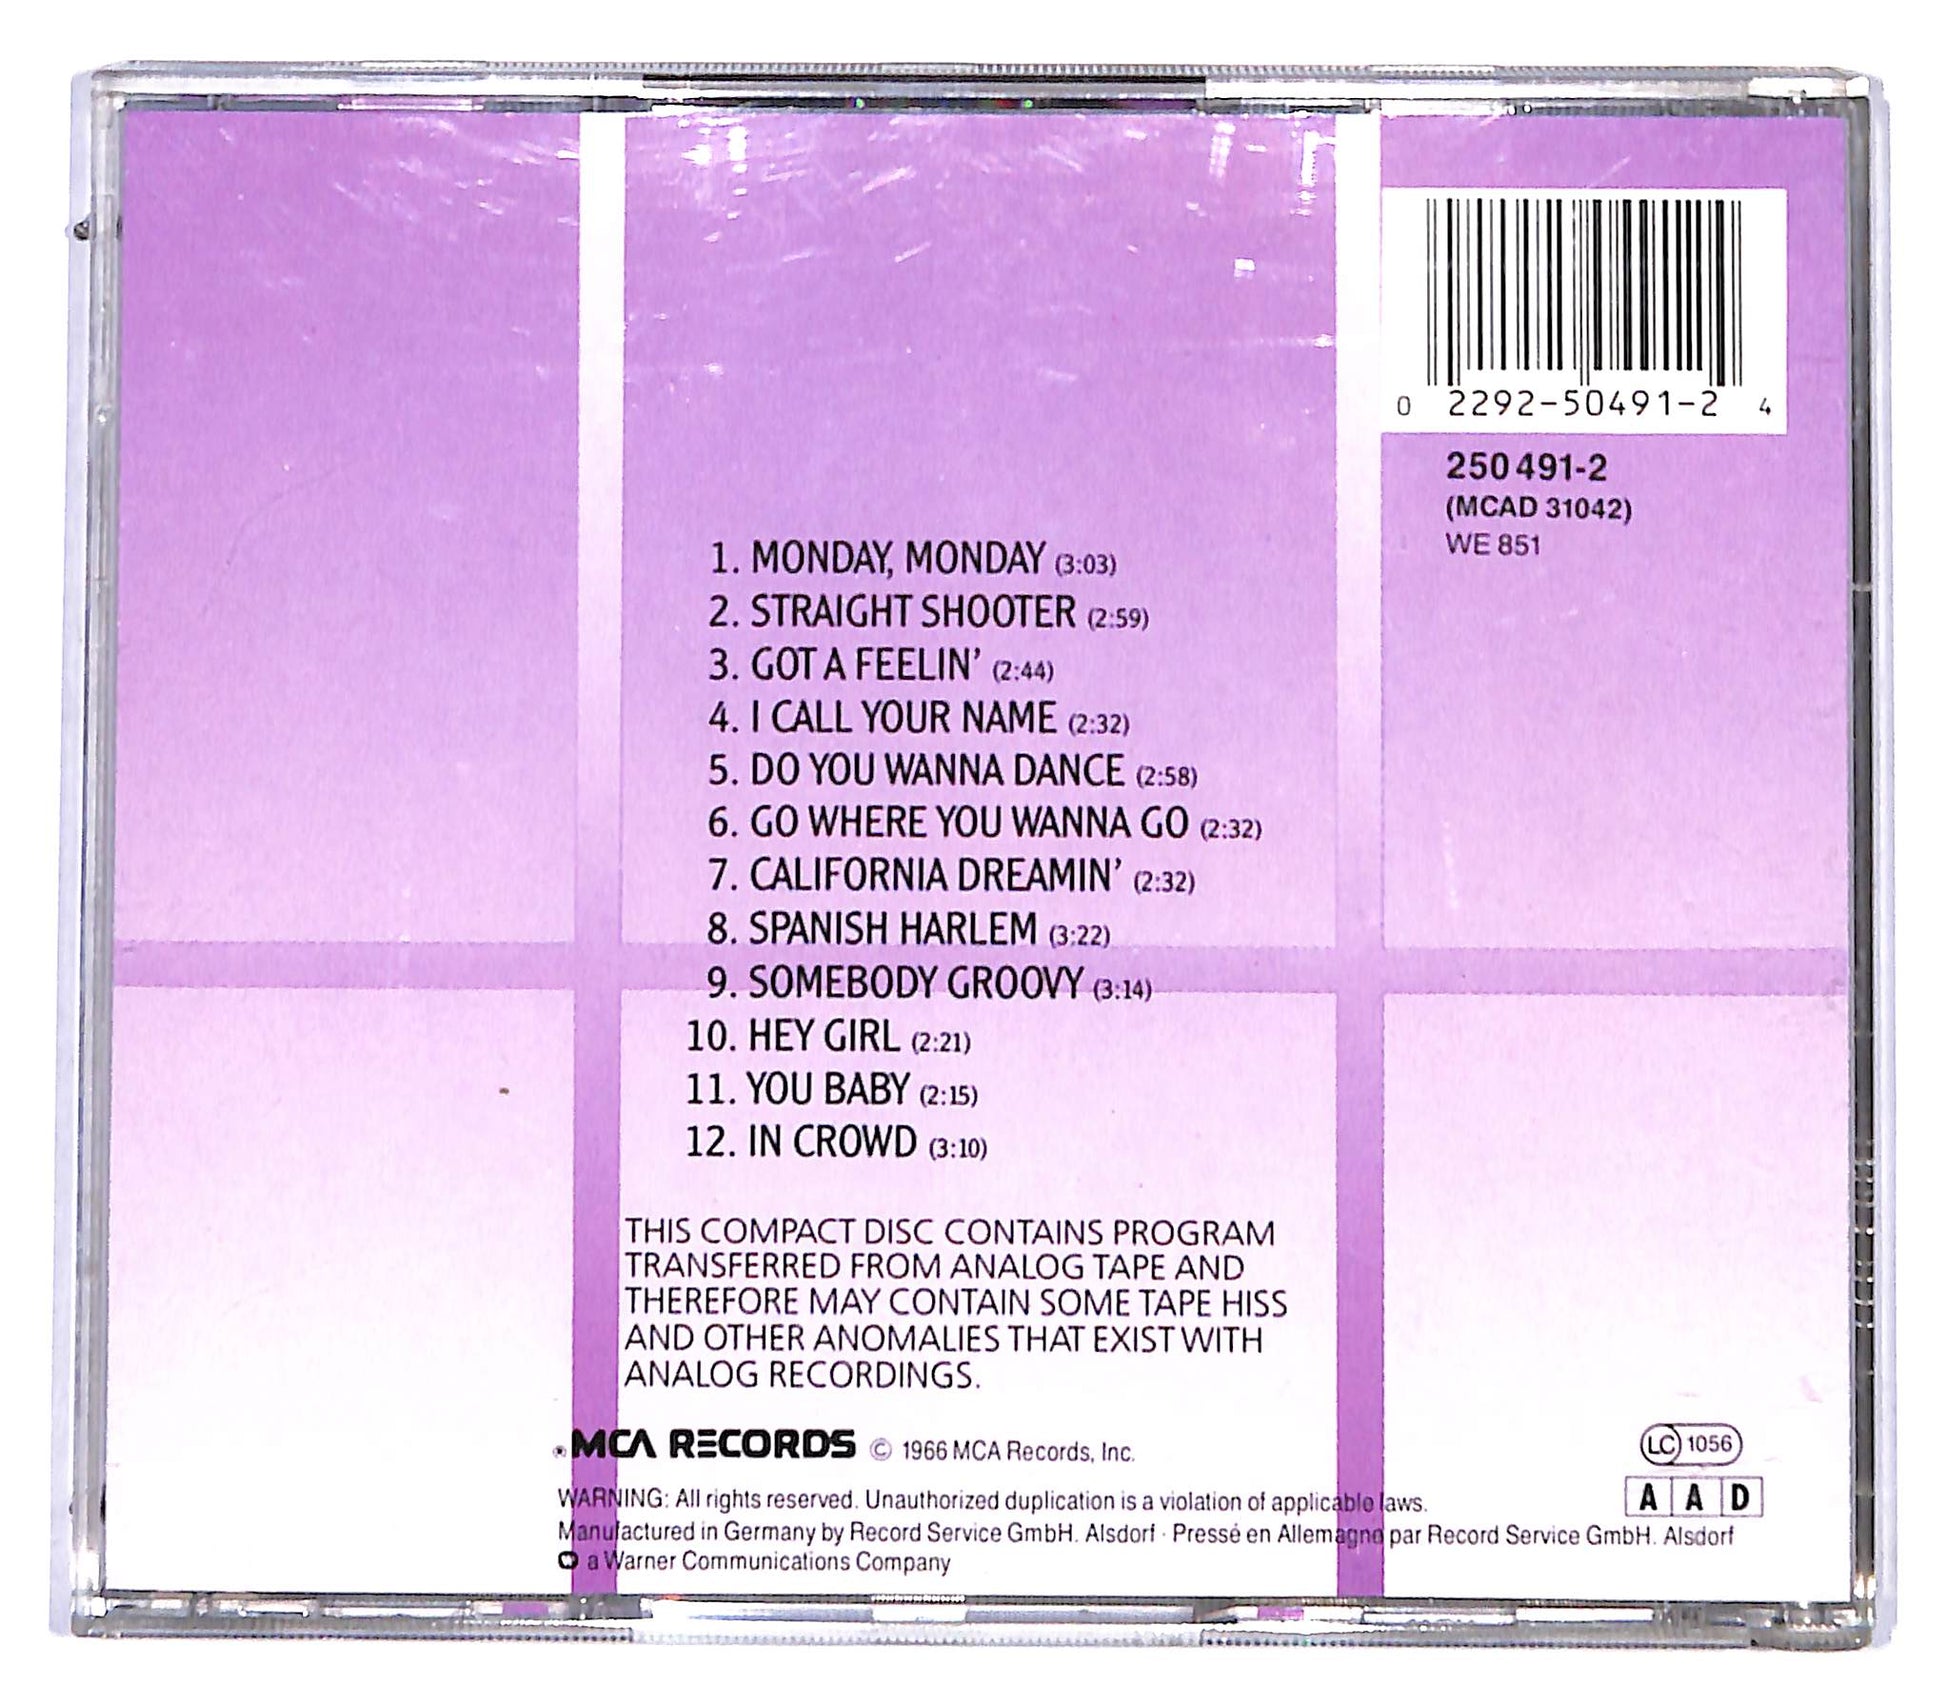 0 2292-50491-2 4
250 491-2
(MCAD 31042)
WE 851
1. MONDAY, MONDAY (3:03)
2. STRAIGHT SHOOTER (2:59)
3. GOT A FEELIN' (2:44)
4. I CALL YOUR NAME (2:32)
5. DO YOU WANNA DANCE (2:58)
6. GO WHERE YOU WANNA GO (2:32)
7. CALIFORNIA DREAMIN' (2:32)
8. SPANISH HARLEM (3:22)
9. SOMEBODY GROOVY (3:14)
10. HEY GIRL (2:21)
11. YOU BABY (2:15)
12. IN CROWD (3:10)
THIS COMPACT DISC CONTAINS PROGRAM
TRANSFERRED FROM ANALOG TAPE AND
THEREFORE MAY CONTAIN SOME TAPE HISS
AND OTHER ANOMALIES THAT EXIST WITH
ANALOG RECORDINGS.
MCA RECORDS © 1966 MCA Records, Inc.
LC 1056
A A D
WARNING: All rights reserved. Unauthorized duplication is a violation of applicable laws.
Manufactured in Germany by Record Service GmbH. Alsdorf · Pressé en Allemagne par Record Service GmbH. Alsdorf
a Warner Communications Company